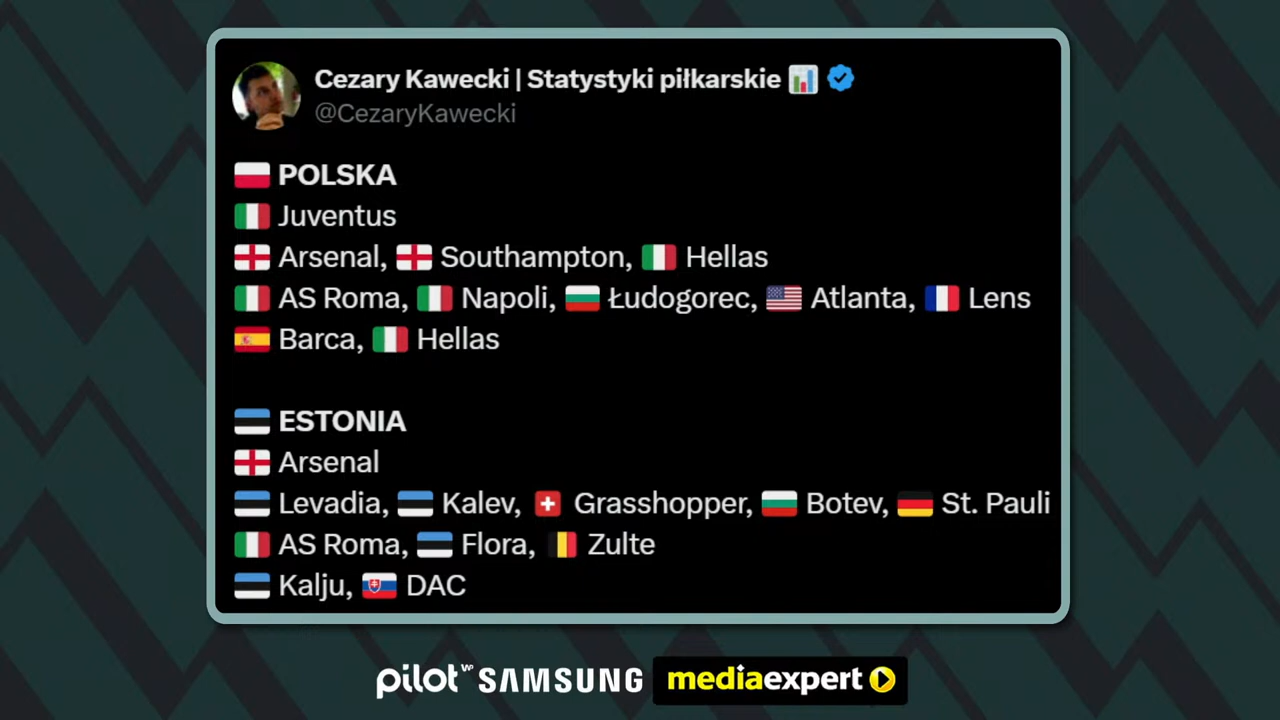 Cezary Kawecki | Statystyki piłkarskie 📊
@CezaryKawecki
🇵🇱 POLSKA
🇮🇹 Juventus
🏴󠁧󠁢󠁥󠁮󠁧󠁿 Arsenal, 🏴󠁧󠁢󠁥󠁮󠁧󠁿 Southampton, 🇮🇹 Hellas
🇮🇹 AS Roma, 🇮🇹 Napoli, 🇧🇬 Łudogorec, 🇺🇸 Atlanta, 🇫🇷 Lens
🇪🇸 Barca, 🇮🇹 Hellas
🇪🇪 ESTONIA
🏴󠁧󠁢󠁥󠁮󠁧󠁿 Arsenal
🇪🇪 Levadia, 🇪🇪 Kalev, 🇨🇭 Grasshopper, 🇧🇬 Botev, 🇩🇪 St. Pauli
🇮🇹 AS Roma, 🇪🇪 Flora, 🇧🇪 Zulte
🇪🇪 Kalju, 🇸🇰 DAC
pilot WP SAMSUNG mediaexpert